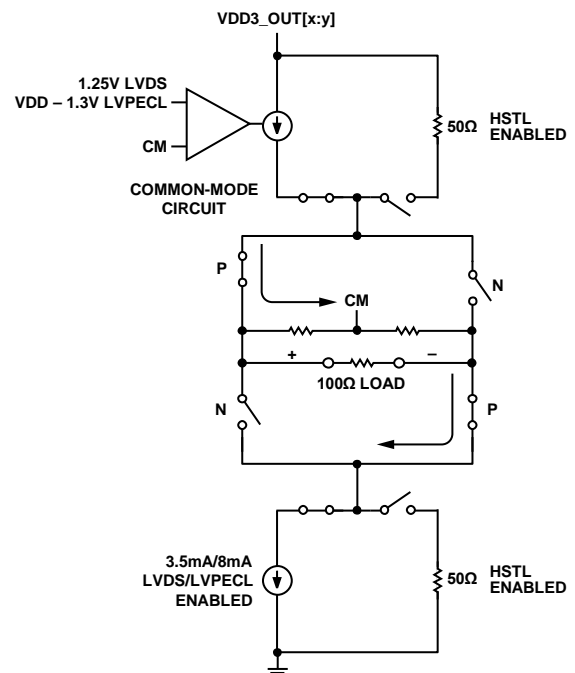 VDD3_OUT[x:y]
1.25V LVDS
VDD – 1.3V LVPECL
CM
COMMON-MODE
CIRCUIT
50Ω
HSTL
ENABLED
P
N
CM
+
–
100Ω LOAD
N
P
3.5mA/8mA
LVDS/LVPECL
ENABLED
50Ω
HSTL
ENABLED